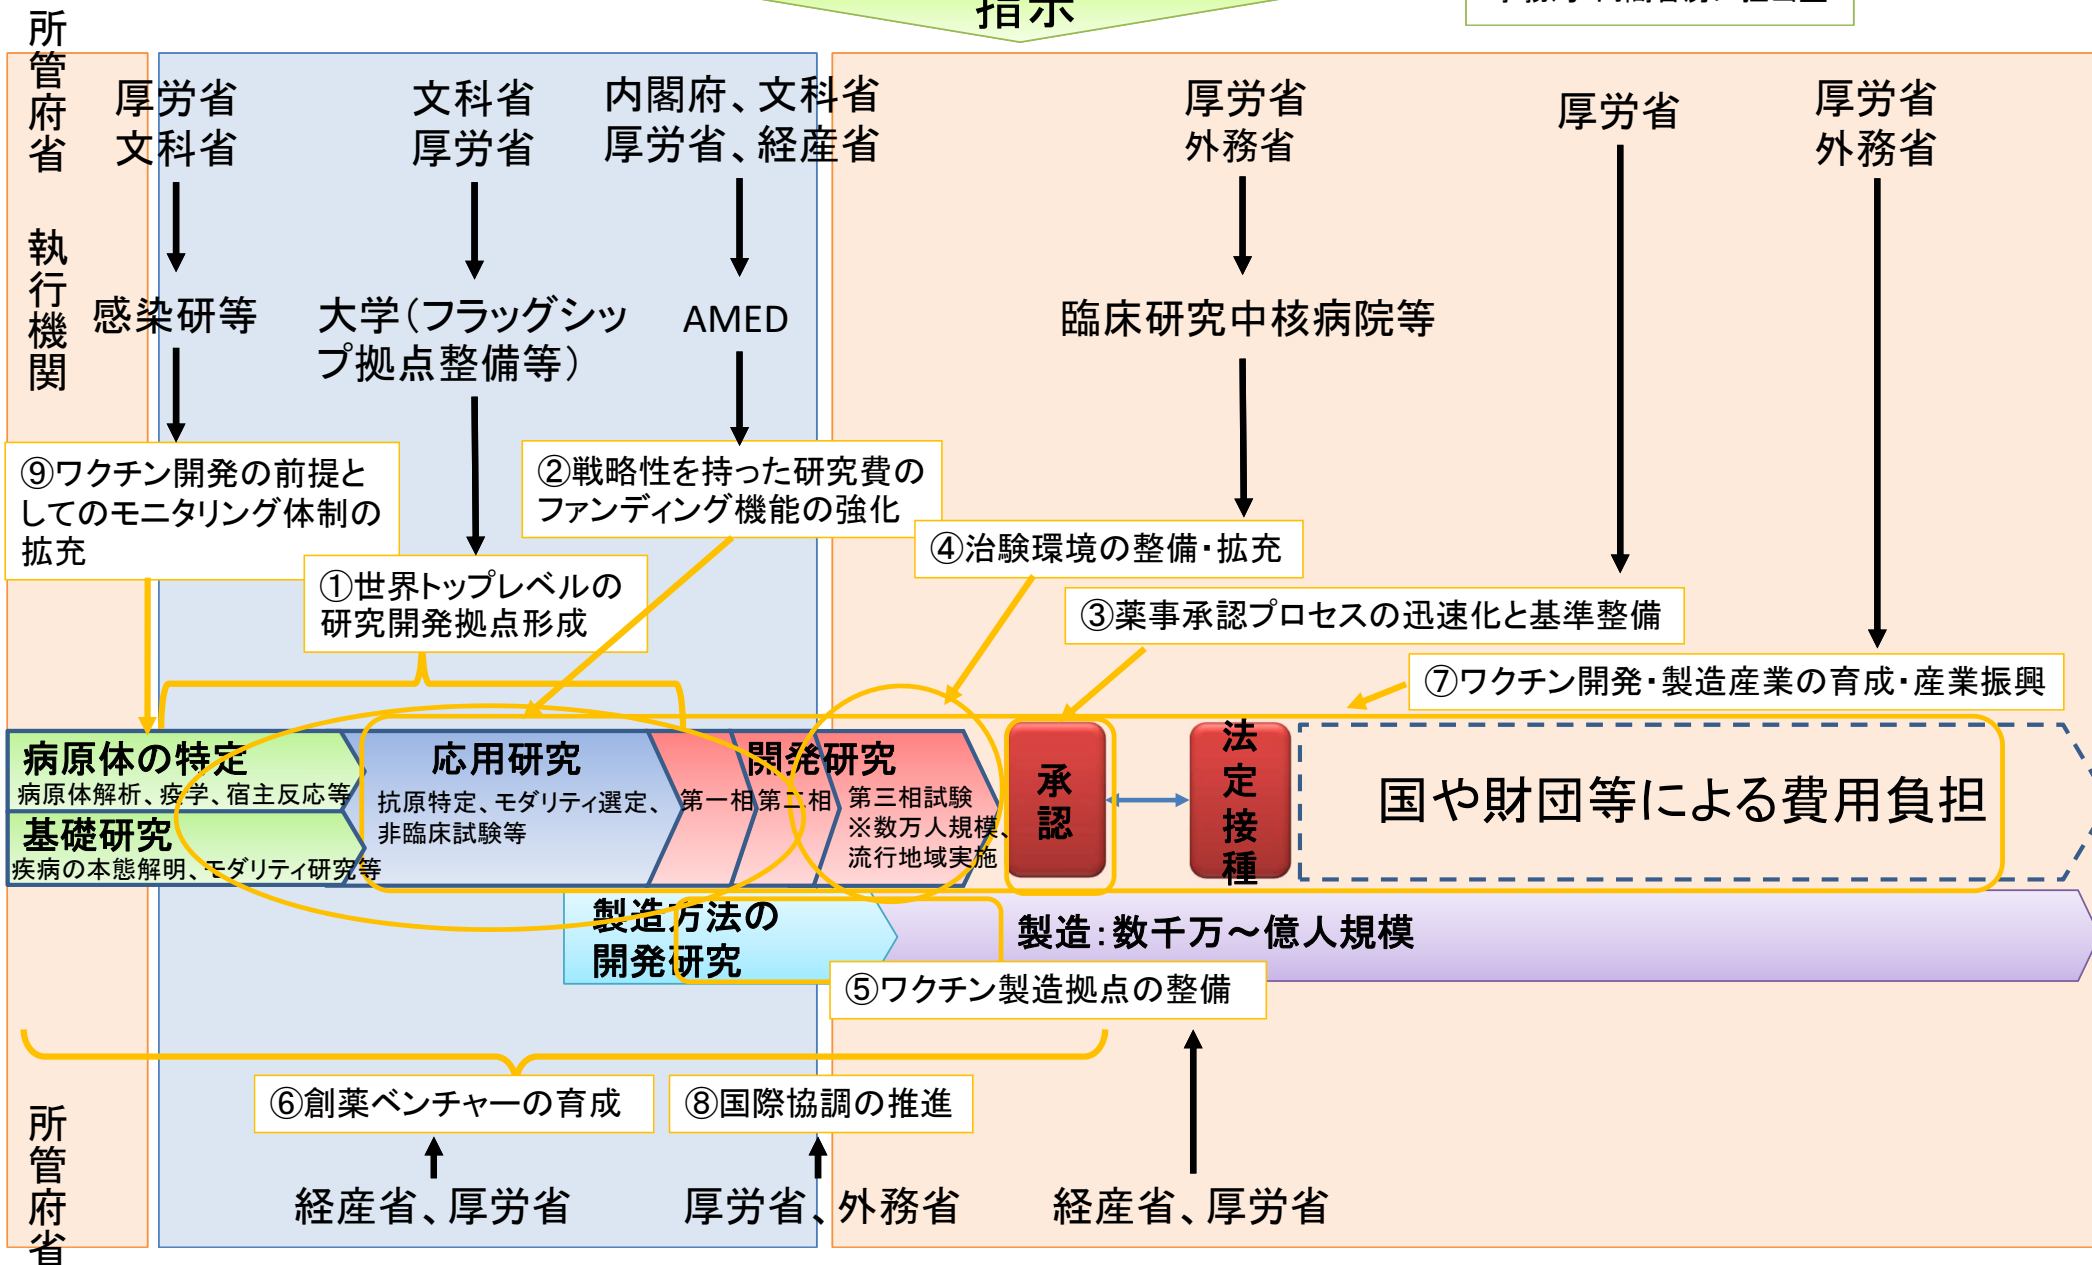 指示
所管府省
執行機関
厚労省
文科省
文科省
厚労省
内閣府、文科省
厚労省、経産省
厚労省
外務省
厚労省
厚労省
外務省
感染研等
大学(フラッグシッ
プ拠点整備等)
AMED
臨床研究中核病院等
⑨ワクチン開発の前提と
してのモニタリング体制の
拡充
②戦略性を持った研究費の
ファンディング機能の強化
①世界トップレベルの
研究開発拠点形成
④治験環境の整備・拡充
③薬事承認プロセスの迅速化と基準整備
⑦ワクチン開発・製造産業の育成・産業振興
病原体の特定
病原体解析、疫学、宿主反応等
基礎研究
疾病の本態解明、モダリティ研究等
応用研究
抗原特定、モダリティ選定、
非臨床試験等
開発研究
第一相
第二相
第三相試験
※数万人規模、
流行地域実施
承認
法定接種
国や財団等による費用負担
製造方法の
開発研究
製造：数千万～億人規模
⑤ワクチン製造拠点の整備
⑥創薬ベンチャーの育成
⑧国際協調の推進
所管府省
経産省、厚労省
厚労省、外務省
経産省、厚労省